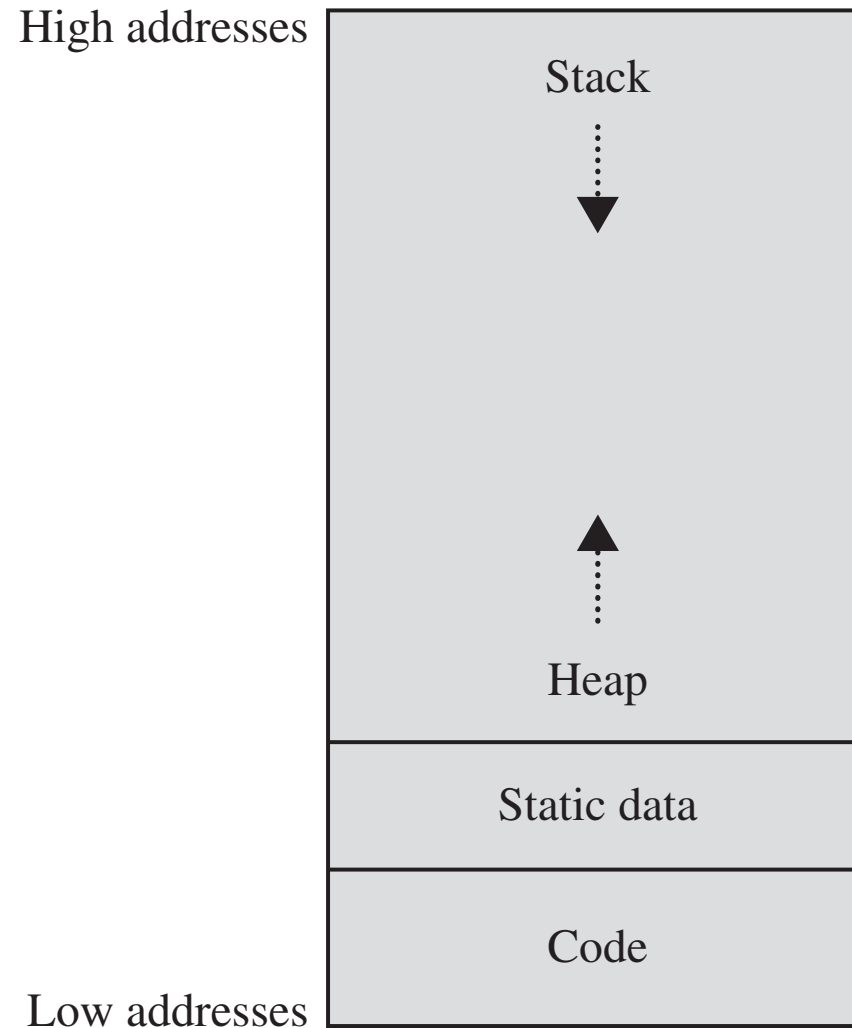 High addresses
Stack
Heap
Static data
Code
Low addresses